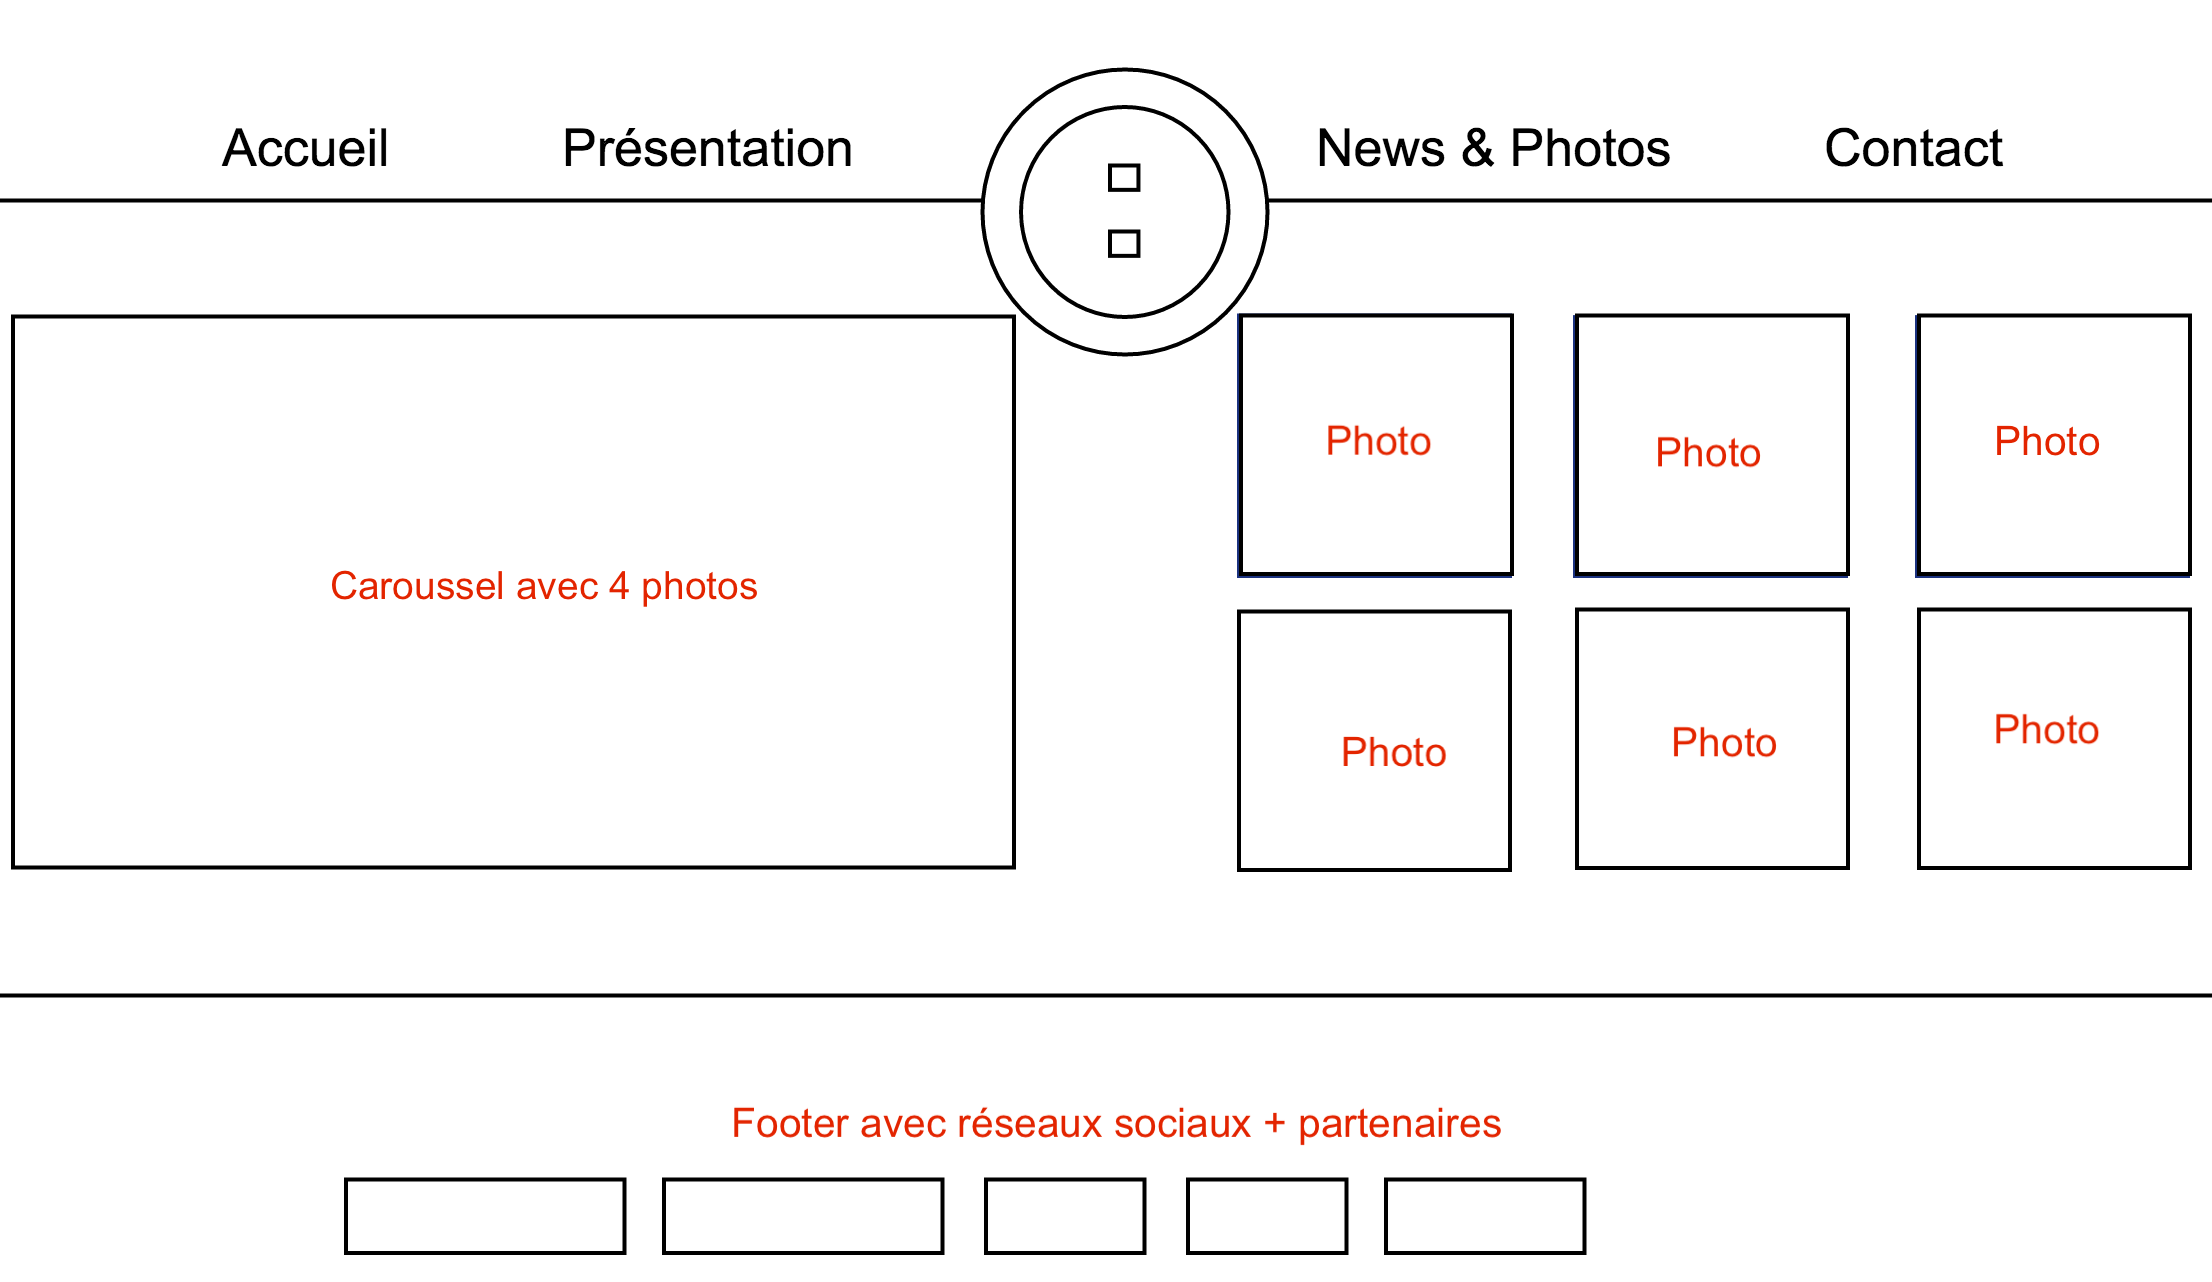 Accueil Présentation News & Photos Contact
Photo Photo Photo
Caroussel avec 4 photos
Photo Photo Photo
Footer avec réseaux sociaux + partenaires